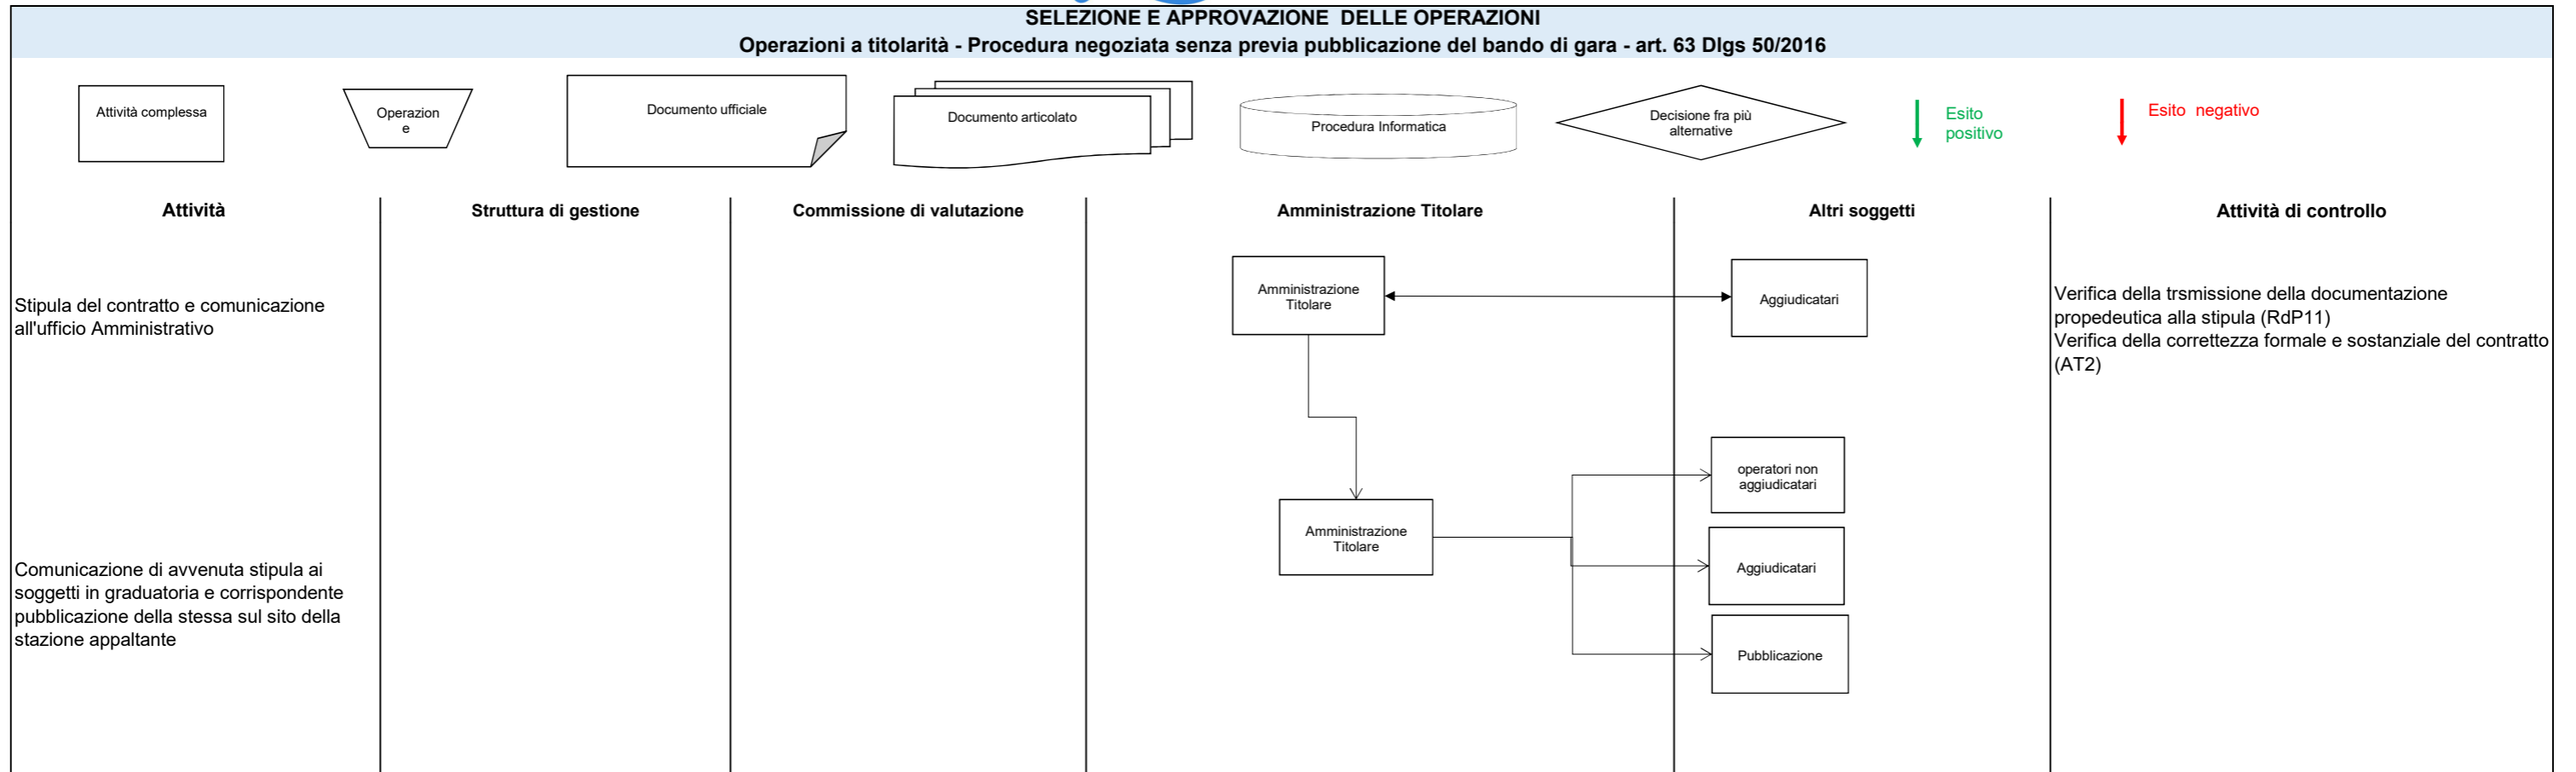 SELEZIONE E APPROVAZIONE DELLE OPERAZIONI
Operazioni a titolarità - Procedura negoziata senza previa pubblicazione del bando di gara - art. 63 Dlgs 50/2016
Attività complessa
Operazion
e
Documento ufficiale
Documento articolato
Procedura Informatica
Decisione fra più
alternative
Esito
positivo
Esito negativo
Attività
Struttura di gestione
Commissione di valutazione
Amministrazione Titolare
Altri soggetti
Attività di controllo
Stipula del contratto e comunicazione
all'ufficio Amministrativo
Amministrazione
Titolare
Aggiudicatari
Verifica della trsmissione della documentazione
propedeutica alla stipula (RdP11)
Verifica della correttezza formale e sostanziale del contratto
(AT2)
Comunicazione di avvenuta stipula ai
soggetti in graduatoria e corrispondente
pubblicazione della stessa sul sito della
stazione appaltante
Amministrazione
Titolare
operatori non
aggiudicatari
Aggiudicatari
Pubblicazione